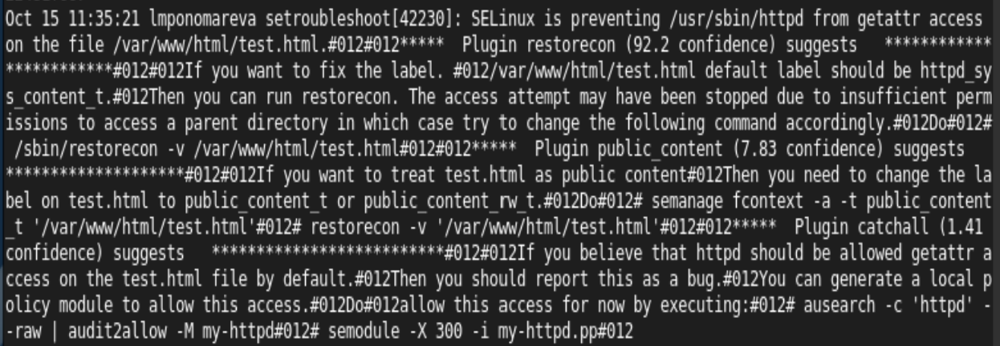 Oct 15 11:35:21 lmponomareva setroubleshoot[42230]: SELinux is preventing /usr/sbin/httpd from getattr access
on the file /var/www/html/test.html.#012#012*****  Plugin restorecon (92.2 confidence) suggests   ************
************#012#012If you want to fix the label. #012/var/www/html/test.html default label should be httpd_sy
s_content_t.#012Then you can run restorecon. The access attempt may have been stopped due to insufficient perm
issions to access a parent directory in which case try to change the following command accordingly.#012Do#012#
 /sbin/restorecon -v /var/www/html/test.html#012#012*****  Plugin public_content (7.83 confidence) suggests
********************#012#012If you want to treat test.html as public content#012Then you need to change the la
bel on test.html to public_content_t or public_content_rw_t.#012Do#012# semanage fcontext -a -t public_content
_t '/var/www/html/test.html'#012# restorecon -v '/var/www/html/test.html'#012#012*****  Plugin catchall (1.41
confidence) suggests   **************************#012#012If you believe that httpd should be allowed getattr a
ccess on the test.html file by default.#012Then you should report this as a bug.#012You can generate a local p
olicy module to allow this access.#012Do#012allow this access for now by executing:#012# ausearch -c 'httpd' -
-raw | audit2allow -M my-httpd#012# semodule -X 300 -i my-httpd.pp#012